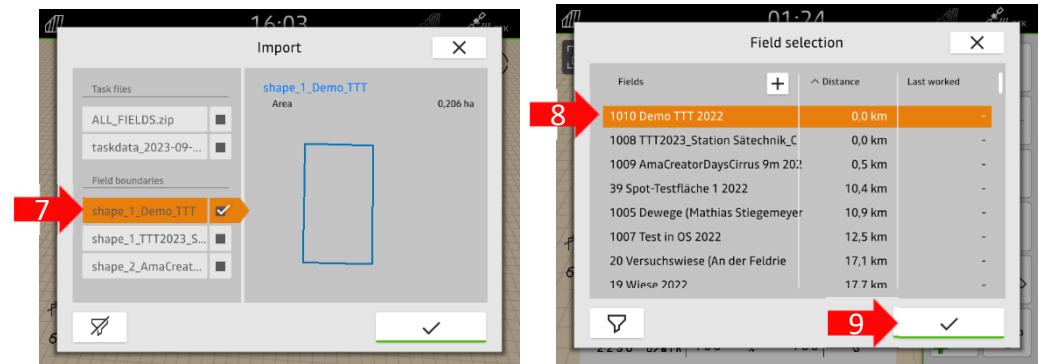 16:03
Import
Task files
ALL_FIELDS.zip
taskdata_2023-09-...
Field boundaries
7
shape_1_Demo_TTT
shape_1_TTT2023_S...
shape_2_AmaCreat...
shape_1_Demo_TTT
Area 0,206 ha
01:24
Field selection
Fields + Distance Last worked
8
1010 Demo TTT 2022 0,0 km -
1008 TTT2023_Station Sätechnik_C 0,0 km -
1009 AmaCreatorDaysCirrus 9m 202 0,5 km -
39 Spot-Testfläche 1 2022 10,4 km -
1005 Dewege (Mathias Stiegemeyer 10,9 km -
1007 Test in OS 2022 12,5 km -
20 Versuchswiese (An der Feldrie 17,1 km -
19 Wiese 2022 17,7 km -
9